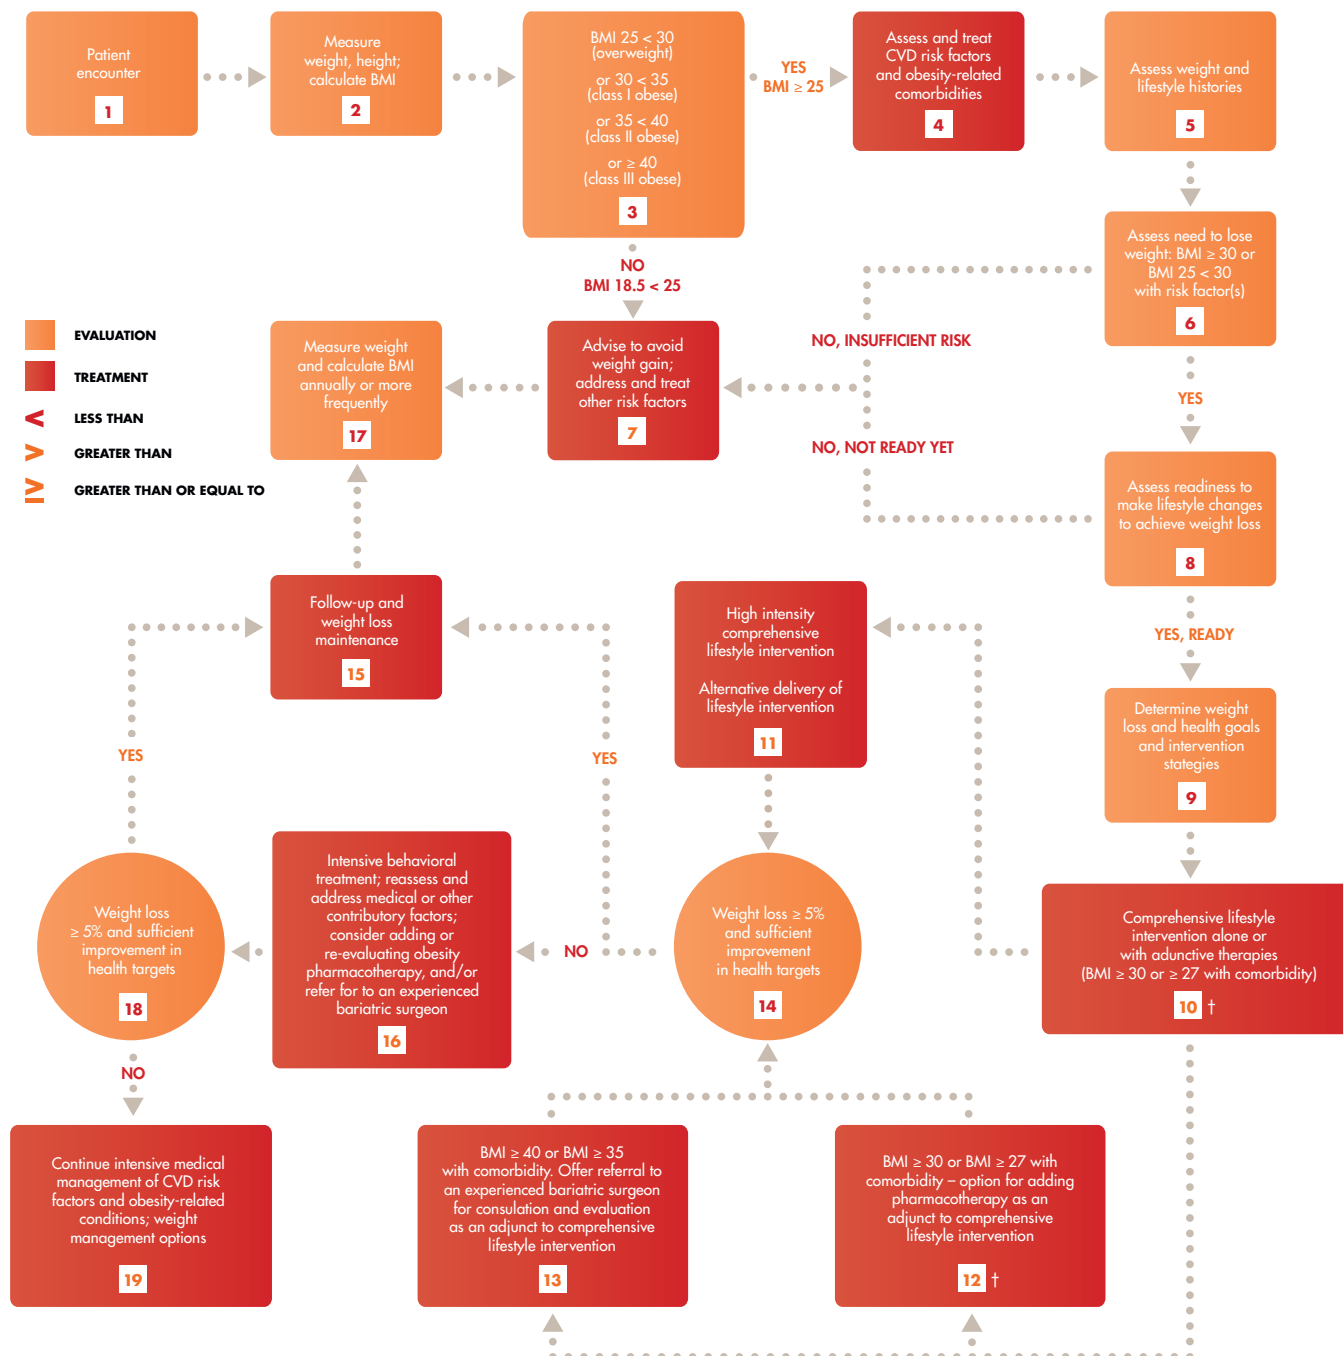 Patient
encounter
1
Measure
weight, height;
calculate BMI
2
BMI 25 < 30
(overweight)
or 30 < 35
(class I obese)
or 35 < 40
(class II obese)
or ≥ 40
(class III obese)
3
YES
BMI ≥ 25
Assess and treat
CVD risk factors
and obesity-related
comorbidities
4
Assess weight and
lifestyle histories
5
NO
BMI 18.5 < 25
Assess need to lose
weight: BMI ≥ 30 or
BMI 25 < 30
with risk factor(s)
6
EVALUATION
TREATMENT
< LESS THAN
> GREATER THAN
≥ GREATER THAN OR EQUAL TO
Measure weight
and calculate BMI
annually or more
frequently
17
Advise to avoid
weight gain;
address and treat
other risk factors
7
NO, INSUFFICIENT RISK
NO, NOT READY YET
YES
Assess readiness to
make lifestyle changes
to achieve weight loss
8
YES, READY
Follow-up and
weight loss
maintenance
15
High intensity
comprehensive
lifestyle intervention
Alternative delivery of
lifestyle intervention
11
Determine weight
loss and health goals
and intervention
stategies
9
YES
YES
Weight loss
≥ 5% and sufficient
improvement in
health targets
18
Intensive behavioral
treatment; reassess and
address medical or other
contributory factors;
consider adding or
re-evaluating obesity
pharmacotherapy, and/or
refer for to an experienced
bariatric surgeon
16
NO
Weight loss ≥ 5%
and sufficient
improvement
in health targets
14
Comprehensive lifestyle
intervention alone or
with adunctive therapies
(BMI ≥ 30 or ≥ 27 with comorbidity)
10 †
NO
Continue intensive medical
management of CVD risk
factors and obesity-related
conditions; weight
management options
19
BMI ≥ 40 or BMI ≥ 35
with comorbidity. Offer referral to
an experienced bariatric surgeon
for consulation and evaluation
as an adjunct to comprehensive
lifestyle intervention
13
BMI ≥ 30 or BMI ≥ 27 with
comorbidity – option for adding
pharmacotherapy as an
adjunct to comprehensive
lifestyle intervention
12 †